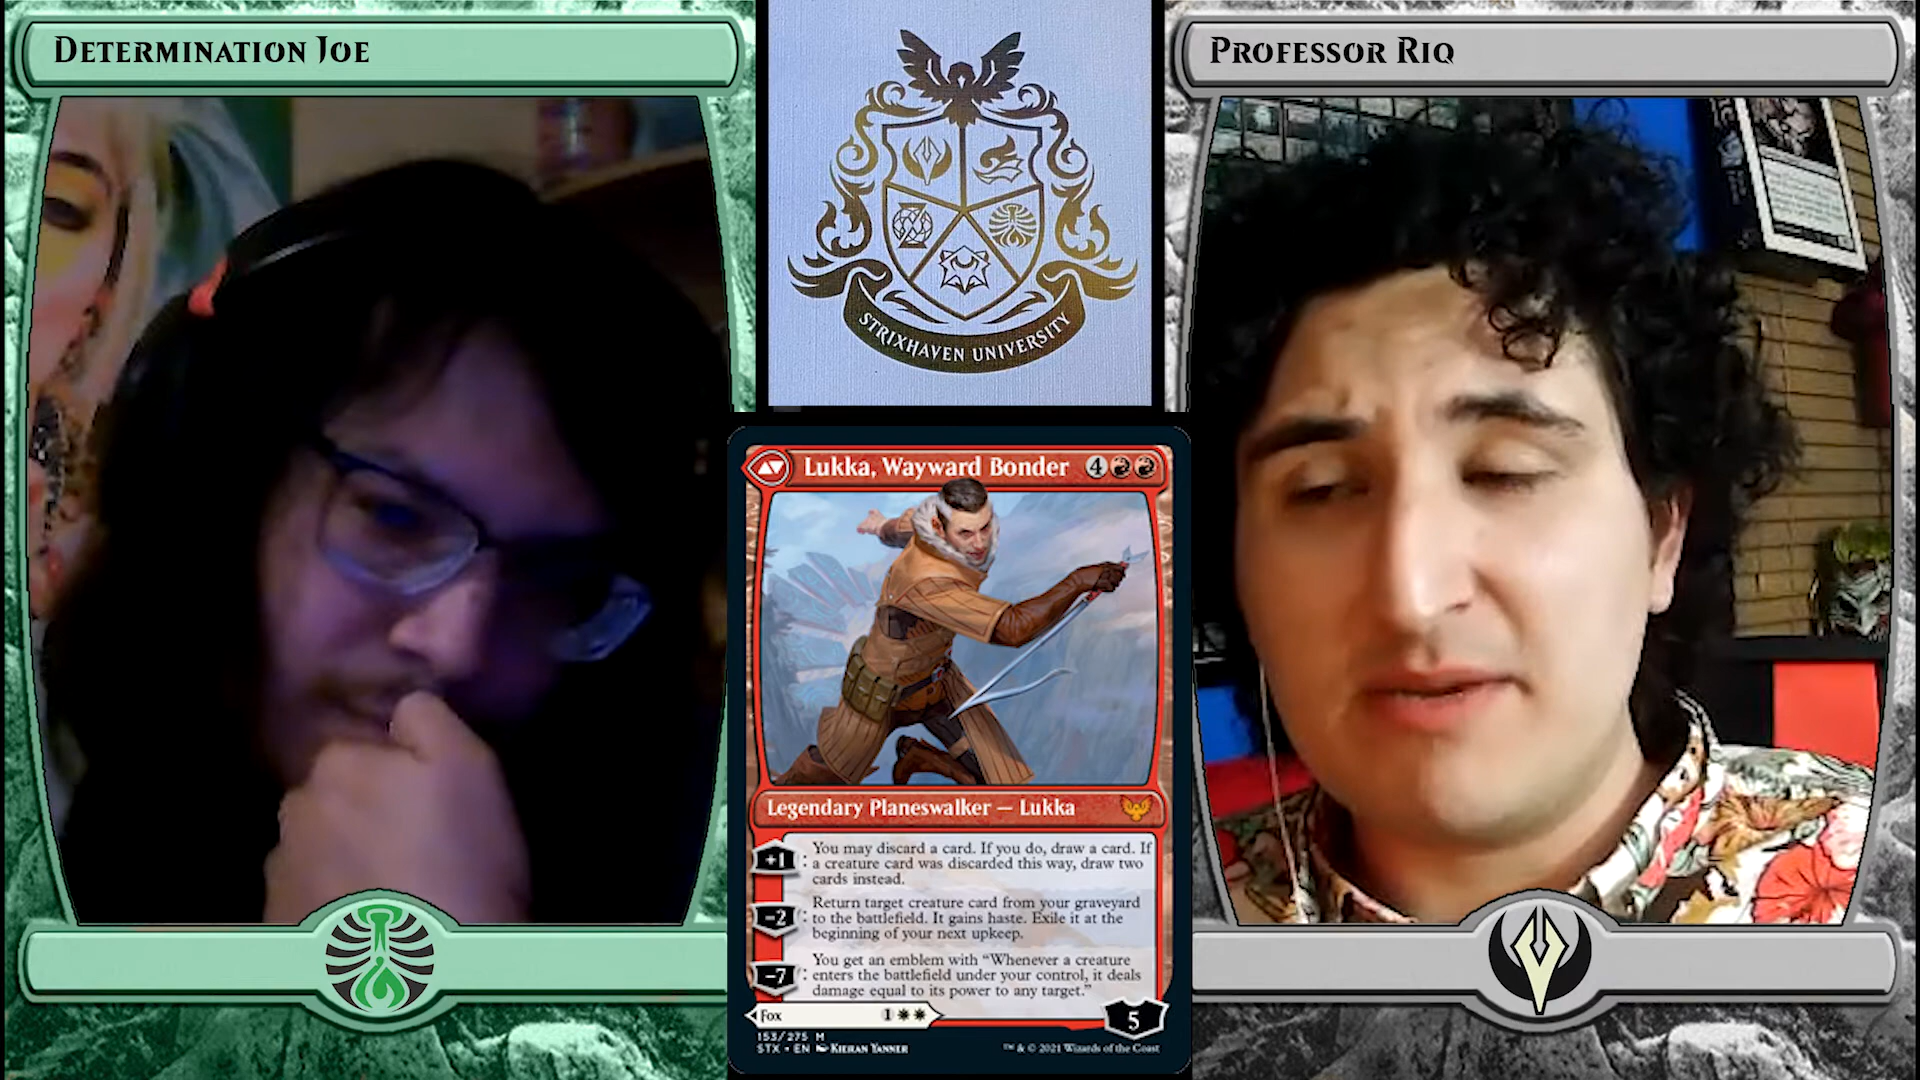 DETERMINATION JOE
PROFESSOR RIQ
STRIXHAVEN UNIVERSITY
Lukka, Wayward Bonder 4
Legendary Planeswalker — Lukka
+1: You may discard a card. If you do, draw a card. If
a creature card was discarded this way, draw two
cards instead.
-2: Return target creature card from your graveyard
to the battlefield. It gains haste. Exile it at the
beginning of your next upkeep.
-7: You get an emblem with “Whenever a creature
enters the battlefield under your control, it deals
damage equal to its power to any target.”
Fox 1
5
153/275 M
STX • EN KIERAN YANNER
™ & © 2021 Wizards of the Coast